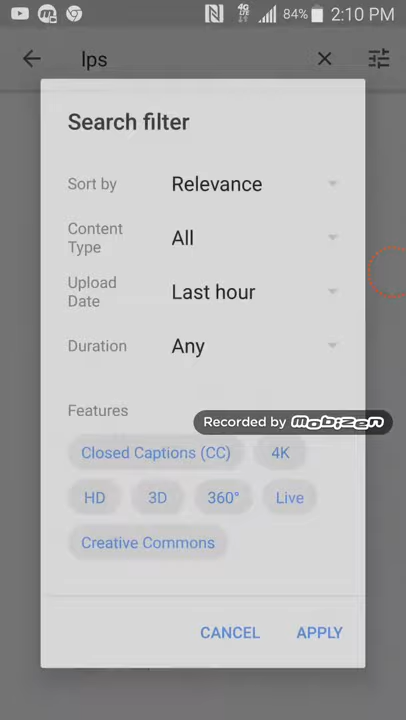 84% 2:10 PM
lps
Search filter
Sort by Relevance
Content Type All
Upload Date Last hour
Duration Any
Features
Recorded by mobizen
Closed Captions (CC) 4K
HD 3D 360° Live
Creative Commons
CANCEL APPLY